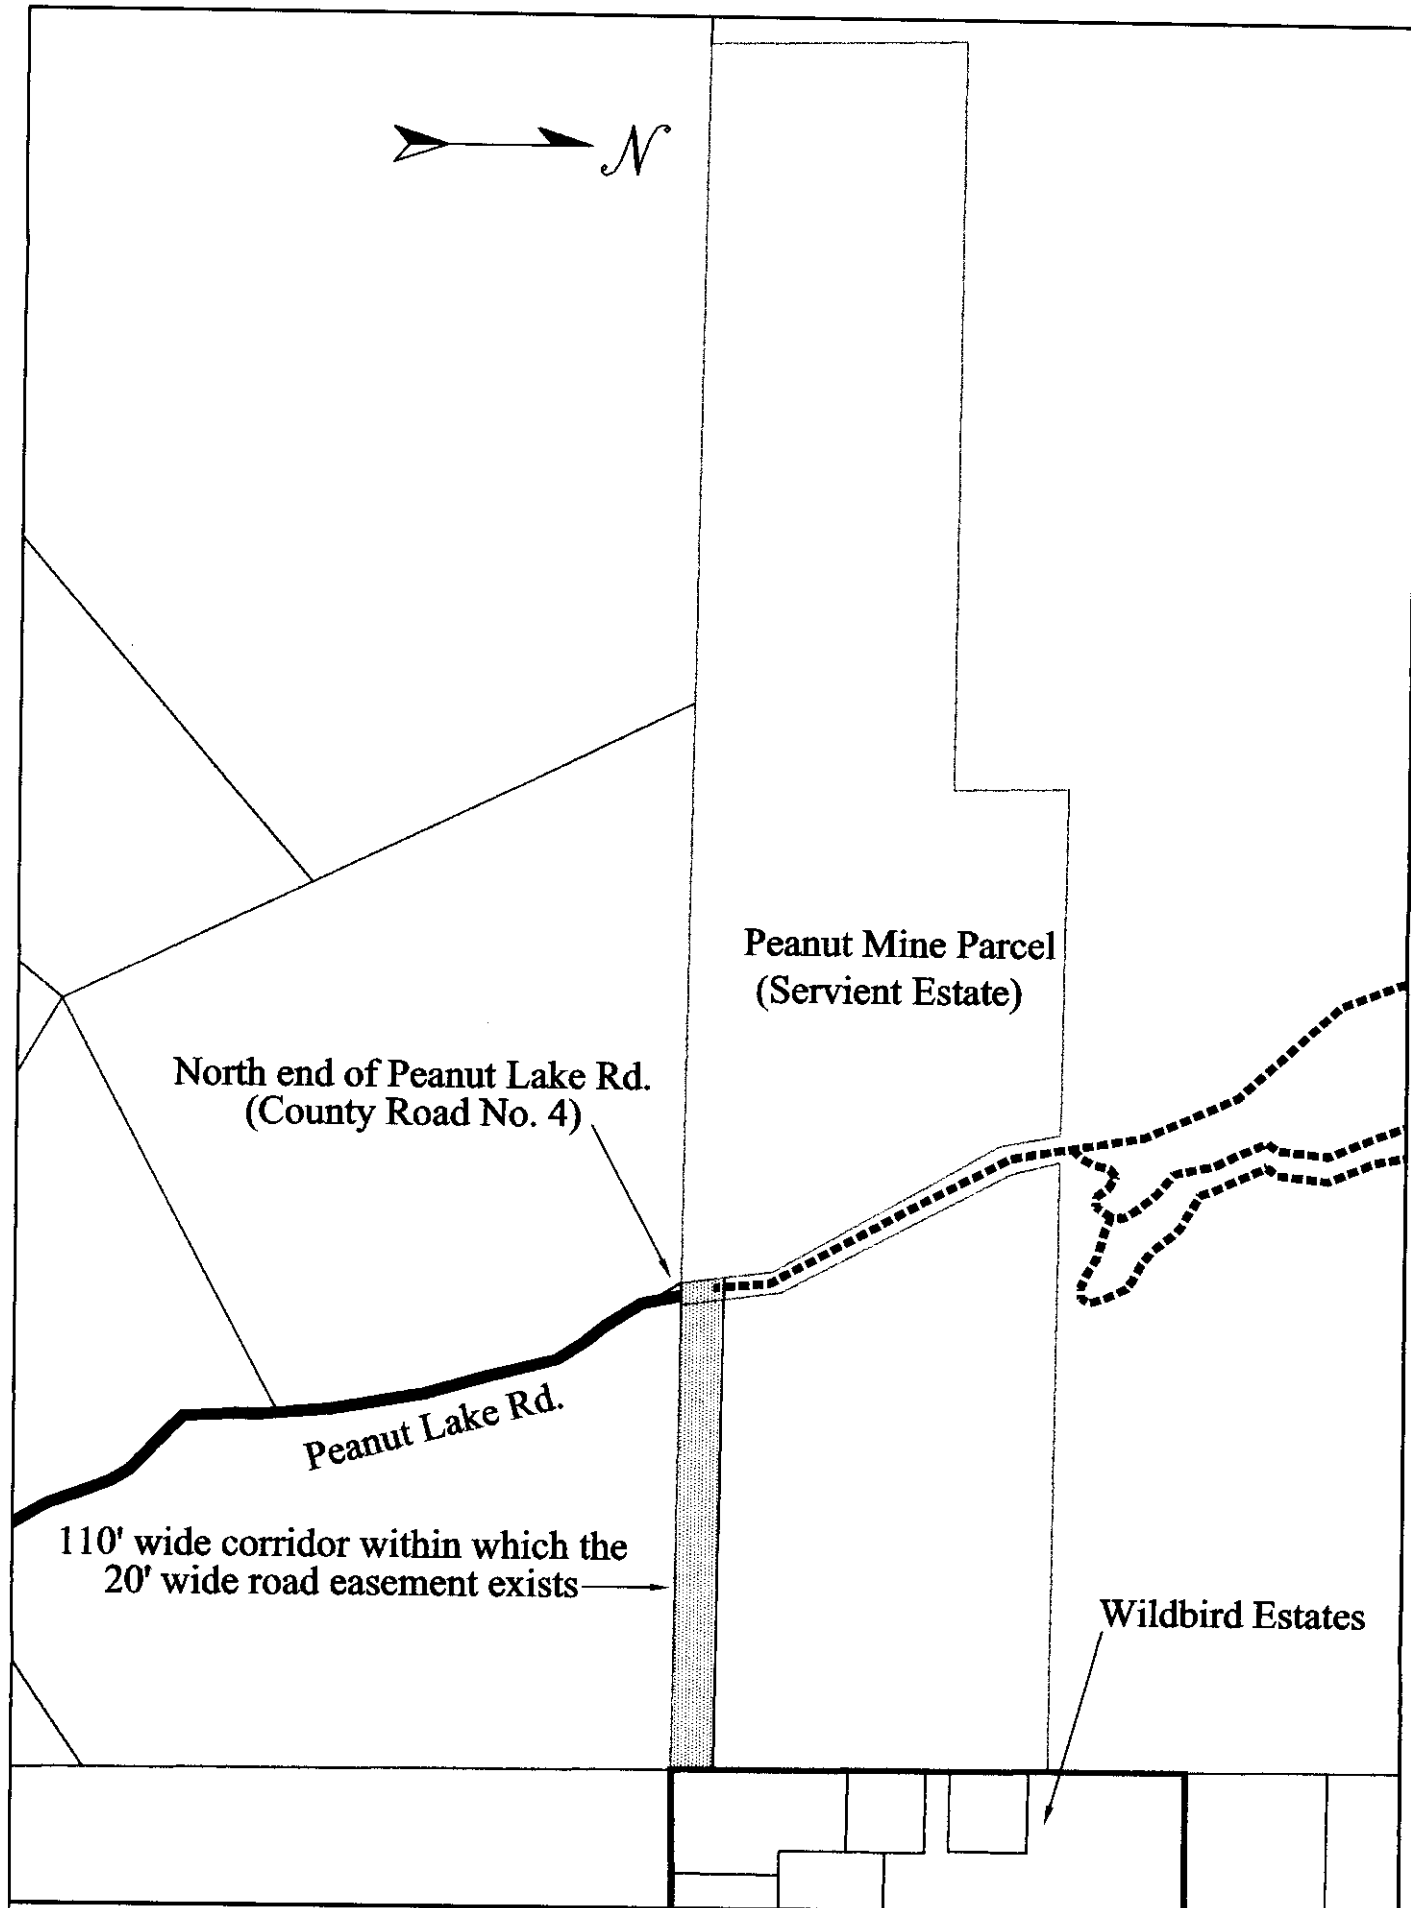 N
Peanut Mine Parcel
(Servient Estate)
North end of Peanut Lake Rd.
(County Road No. 4)
Peanut Lake Rd.
110' wide corridor within which the
20' wide road easement exists
Wildbird Estates